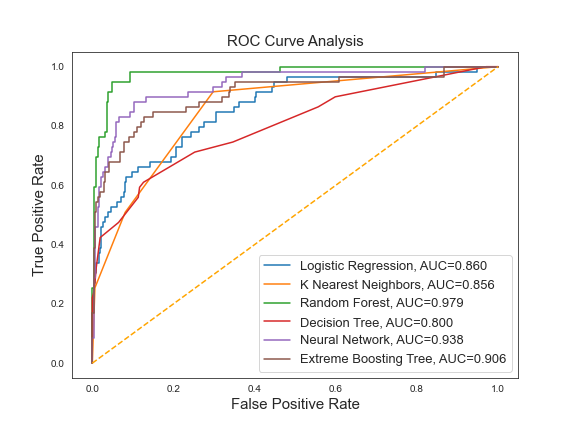 ROC Curve Analysis
1.0
0.8
0.6
0.4
0.2
0.0
True Positive Rate
Logistic Regression, AUC=0.860
K Nearest Neighbors, AUC=0.856
Random Forest, AUC=0.979
Decision Tree, AUC=0.800
Neural Network, AUC=0.938
Extreme Boosting Tree, AUC=0.906
0.0 0.2 0.4 0.6 0.8 1.0
False Positive Rate